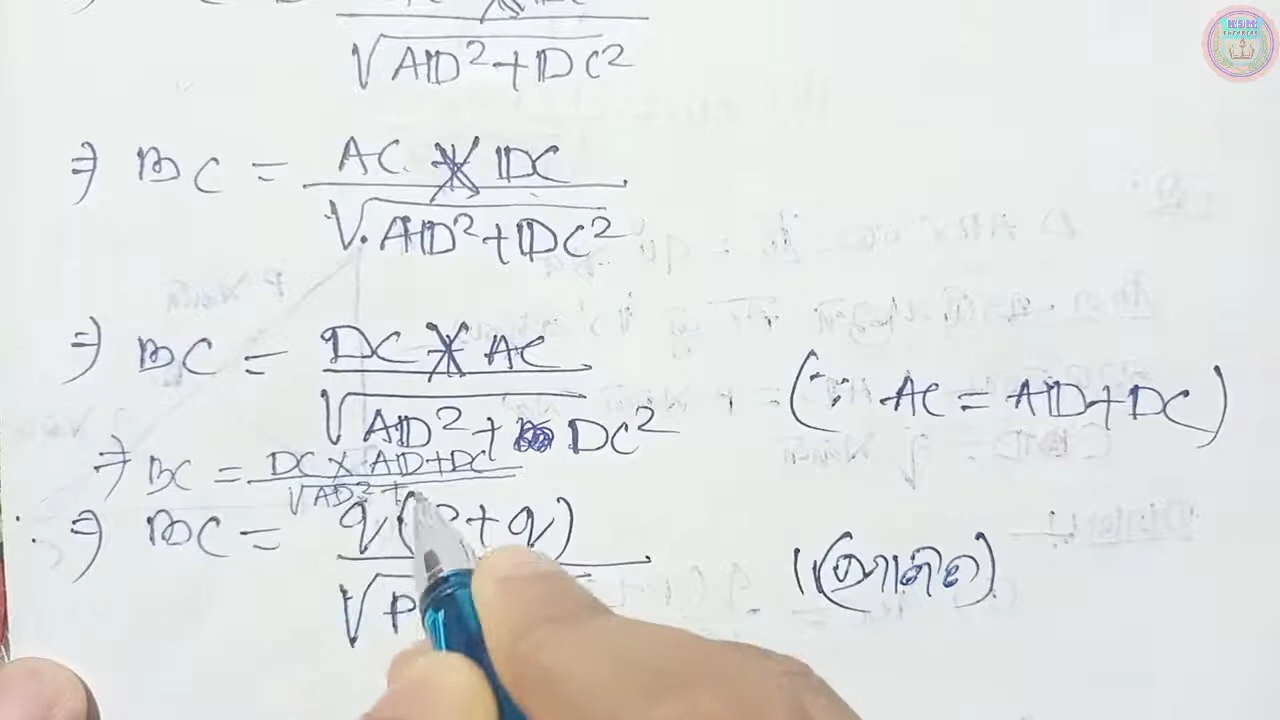 √AD²+DC²
⇒ BC = AC × DC / √AD²+DC²
⇒ BC = DC × AC / √AD²+DC² (∵ AC = AD+DC)
⇒ BC = DC × AD+DC / √AD²+
⇒ BC = q( +q) / √P
KSM